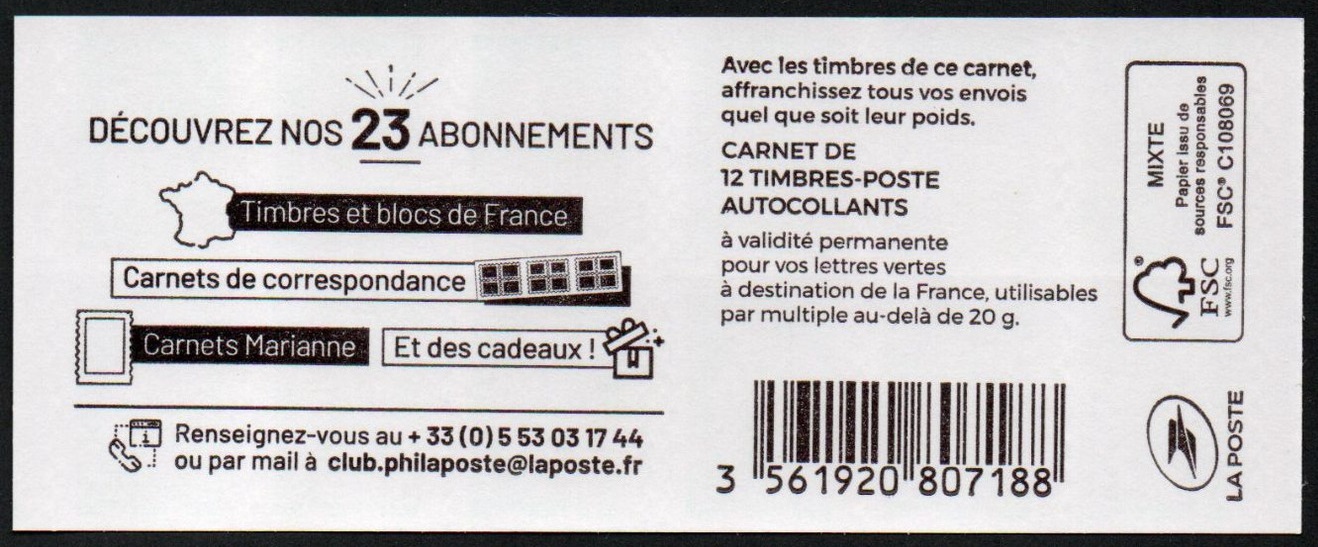 DÉCOUVREZ NOS 23 ABONNEMENTS
Timbres et blocs de France
Carnets de correspondance
Carnets Marianne
Et des cadeaux !
Renseignez-vous au + 33 (0) 5 53 03 17 44
ou par mail à club.philaposte@laposte.fr
Avec les timbres de ce carnet,
affranchissez tous vos envois
quel que soit leur poids.
CARNET DE
12 TIMBRES-POSTE
AUTOCOLLANTS
à validité permanente
pour vos lettres vertes
à destination de la France, utilisables
par multiple au-delà de 20 g.
3 561920 807188
MIXTE
Papier issu de
sources responsables
FSC® C108069
®
FSC
www.fsc.org
LA POSTE